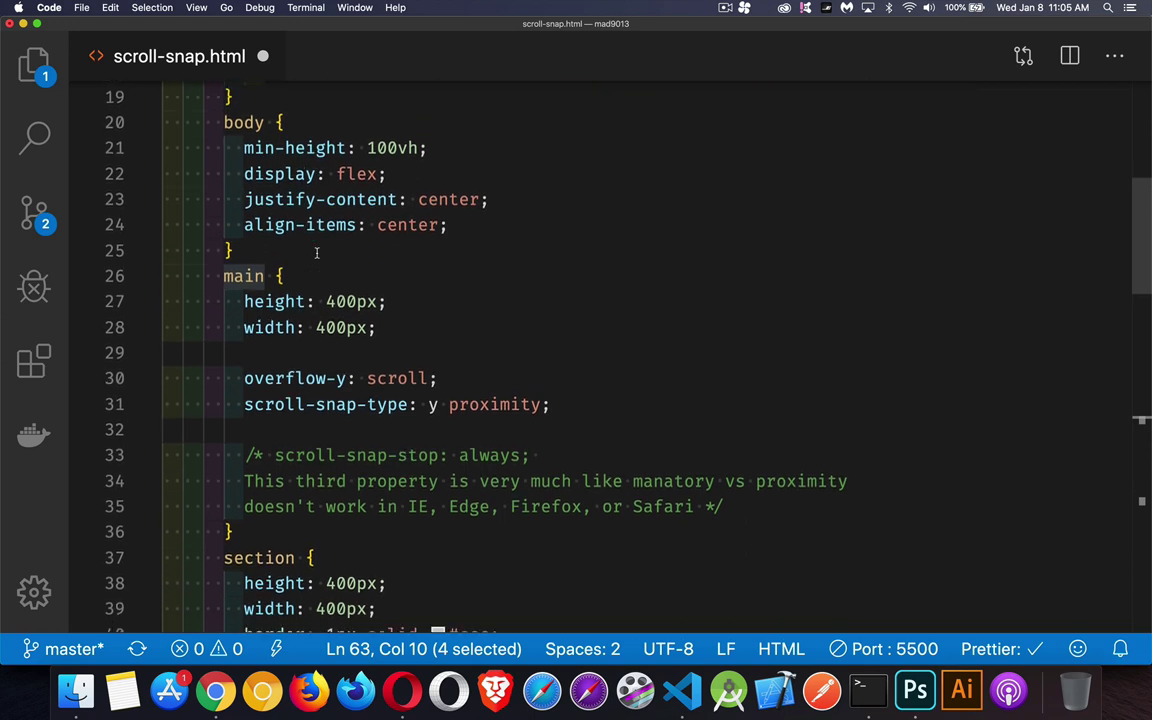 Code File Edit Selection View Go Debug Terminal Window Help 100% Wed Jan 8 11:05 AM
scroll-snap.html — mad9013
1 <> scroll-snap.html
19 }
20 body {
21 min-height: 100vh;
22 display: flex;
23 justify-content: center;
24 align-items: center;
25 }
26 main {
27 height: 400px;
28 width: 400px;
29
30 overflow-y: scroll;
31 scroll-snap-type: y proximity;
32
33 /* scroll-snap-stop: always;
34 This third property is very much like manatory vs proximity
35 doesn't work in IE, Edge, Firefox, or Safari */
36 }
37 section {
38 height: 400px;
39 width: 400px;
border: 1px solid #ccc;
2
master* 0 0 Ln 63, Col 10 (4 selected) Spaces: 2 UTF-8 LF HTML Port : 5500 Prettier: ✓
1 >_ Ps Ai